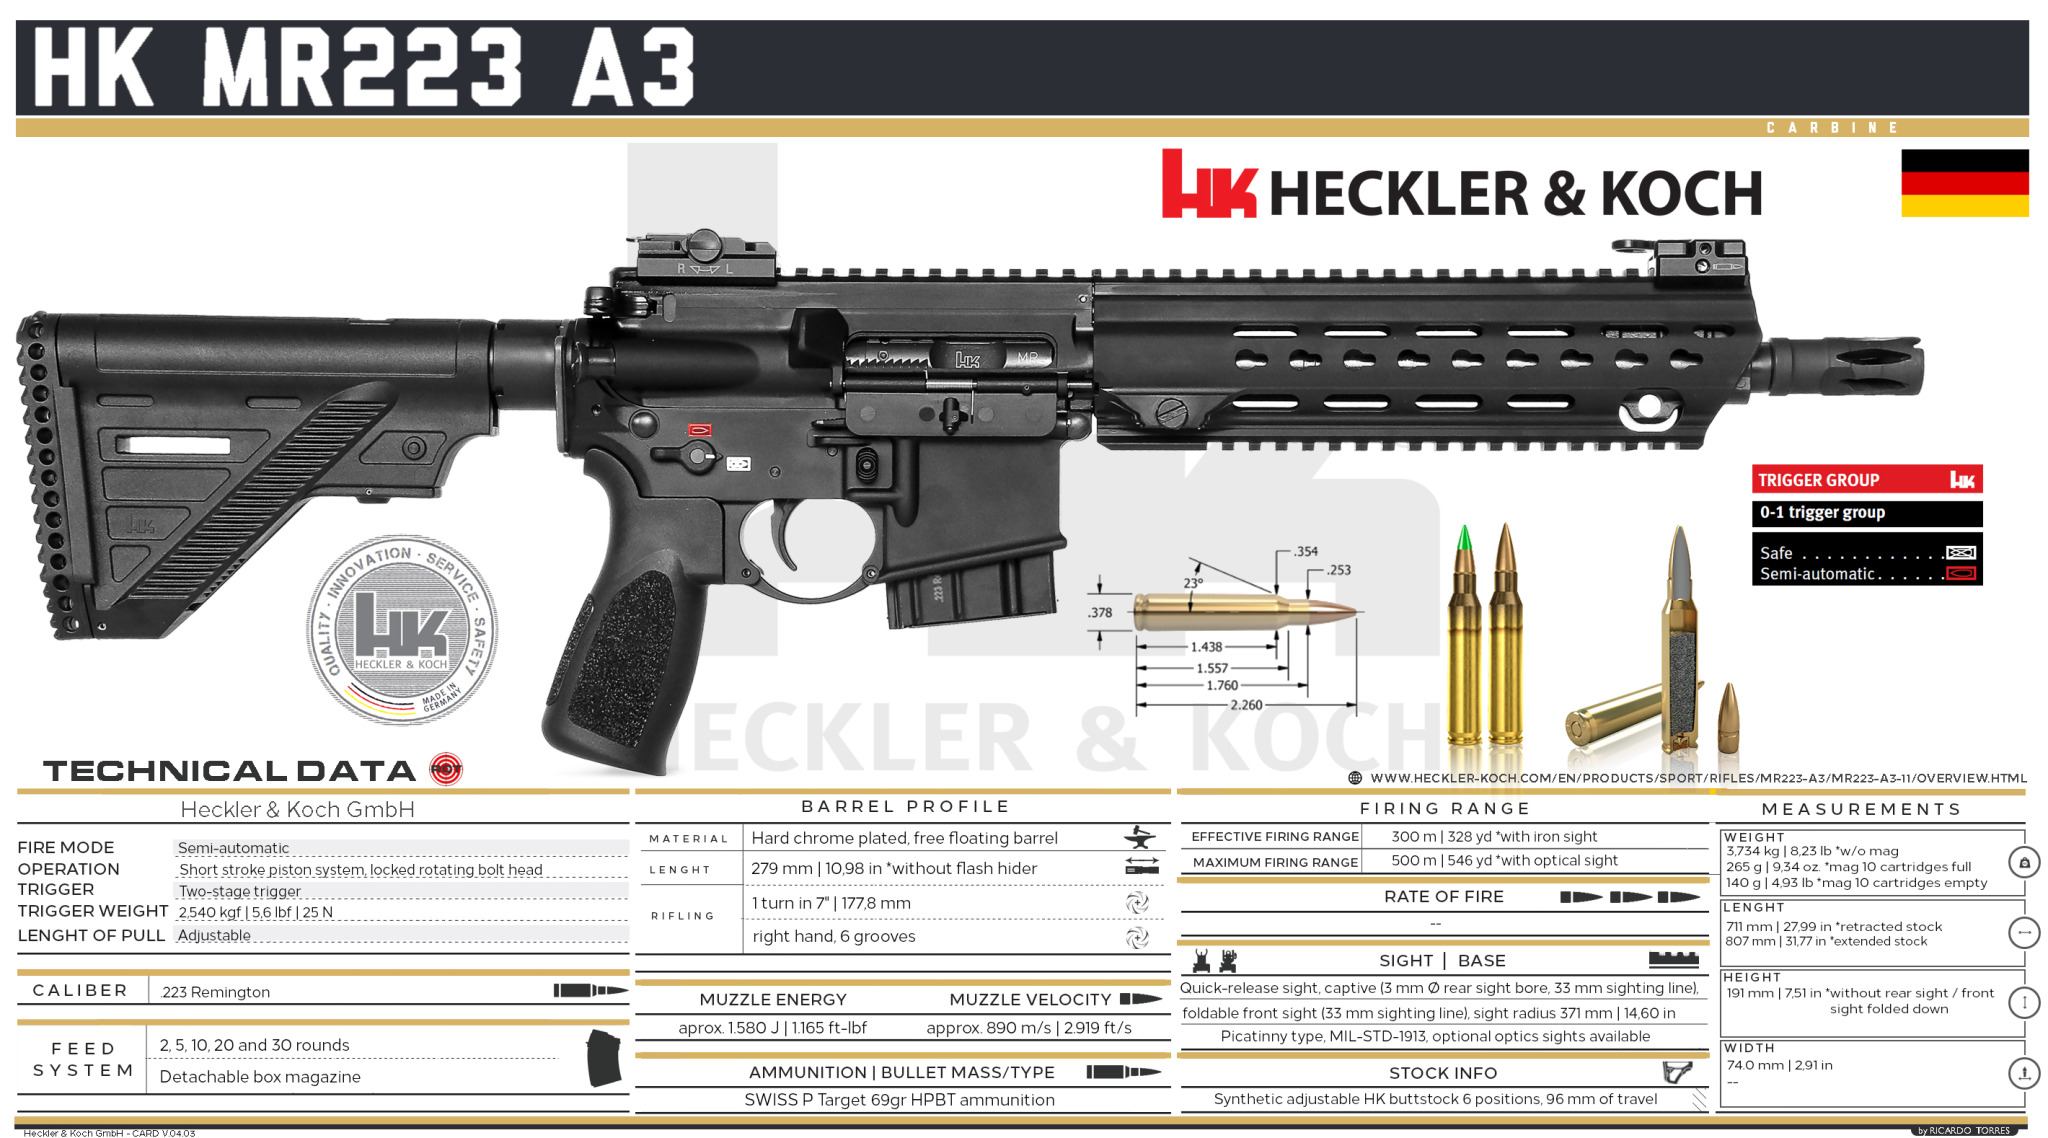 HK MR223 A3
CARBINE
HK HECKLER & KOCH
R L
HK MR
.223 R
HK
QUALITY · INNOVATION · SERVICE · SAFETY
HK
HECKLER & KOCH
MADE IN
GERMANY
TRIGGER GROUP HK
0-1 trigger group
Safe . . . . . . . . . . . . .
Semi-automatic . . . . . .
.354
.253
23°
.378
1.438
1.557
1.760
2.260
HECKLER & KOCH
TECHNICAL DATA
WWW.HECKLER-KOCH.COM/EN/PRODUCTS/SPORT/RIFLES/MR223-A3/MR223-A3-11/OVERVIEW.HTML
Heckler & Koch GmbH
FIRE MODE Semi-automatic
OPERATION Short stroke piston system, locked rotating bolt head
TRIGGER Two-stage trigger
TRIGGER WEIGHT 2,540 kgf | 5,6 lbf | 25 N
LENGHT OF PULL Adjustable
CALIBER .223 Remington
FEED SYSTEM
2, 5, 10, 20 and 30 rounds
Detachable box magazine
BARREL PROFILE
MATERIAL Hard chrome plated, free floating barrel
LENGHT 279 mm | 10,98 in *without flash hider
RIFLING
1 turn in 7" | 177,8 mm
right hand, 6 grooves
MUZZLE ENERGY MUZZLE VELOCITY
aprox. 1.580 J | 1.165 ft-lbf approx. 890 m/s | 2.919 ft/s
AMMUNITION | BULLET MASS/TYPE
SWISS P Target 69gr HPBT ammunition
FIRING RANGE
EFFECTIVE FIRING RANGE 300 m | 328 yd *with iron sight
MAXIMUM FIRING RANGE 500 m | 546 yd *with optical sight
RATE OF FIRE
--
SIGHT | BASE
Quick-release sight, captive (3 mm Ø rear sight bore, 33 mm sighting line),
foldable front sight (33 mm sighting line), sight radius 371 mm | 14,60 in
Picatinny type, MIL-STD-1913, optional optics sights available
STOCK INFO
Synthetic adjustable HK buttstock 6 positions, 96 mm of travel
MEASUREMENTS
WEIGHT
3,734 kg | 8,23 lb *w/o mag
265 g | 9,34 oz. *mag 10 cartridges full
140 g | 4,93 lb *mag 10 cartridges empty
LENGHT
711 mm | 27,99 in *retracted stock
807 mm | 31,77 in *extended stock
HEIGHT
191 mm | 7,51 in *without rear sight / front
sight folded down
WIDTH
74.0 mm | 2,91 in
--
Heckler & Koch GmbH - CARD V.04.03
by RICARDO TORRES